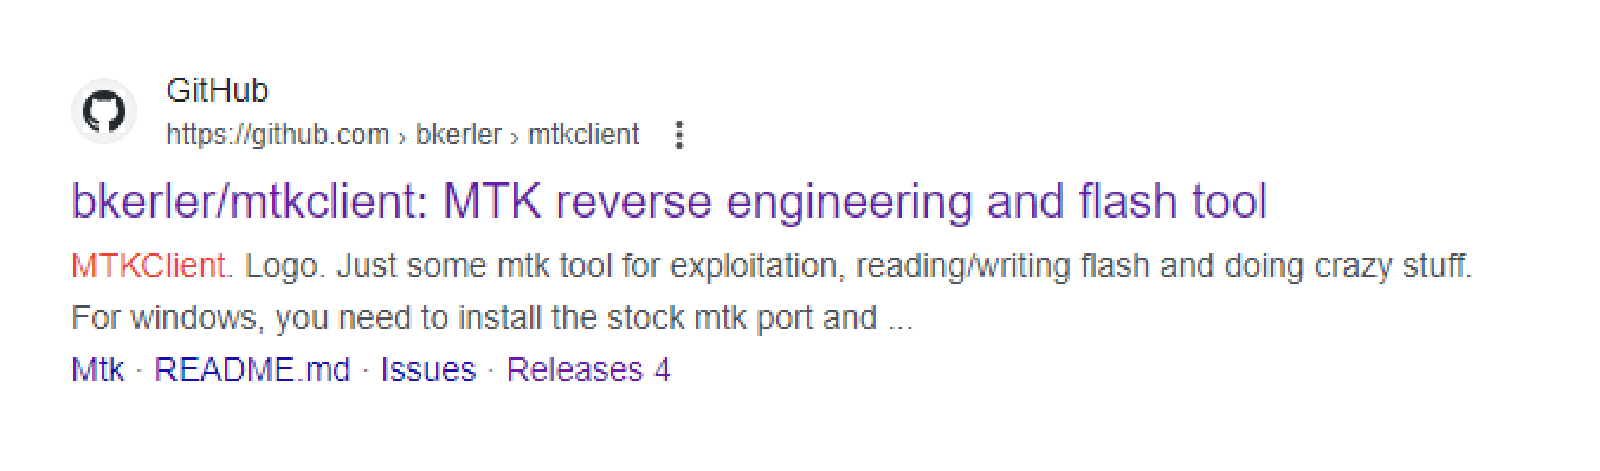 GitHub
https://github.com › bkerler › mtkclient
bkerler/mtkclient: MTK reverse engineering and flash tool
MTKClient. Logo. Just some mtk tool for exploitation, reading/writing flash and doing crazy stuff.
For windows, you need to install the stock mtk port and ...
Mtk · README.md · Issues · Releases 4